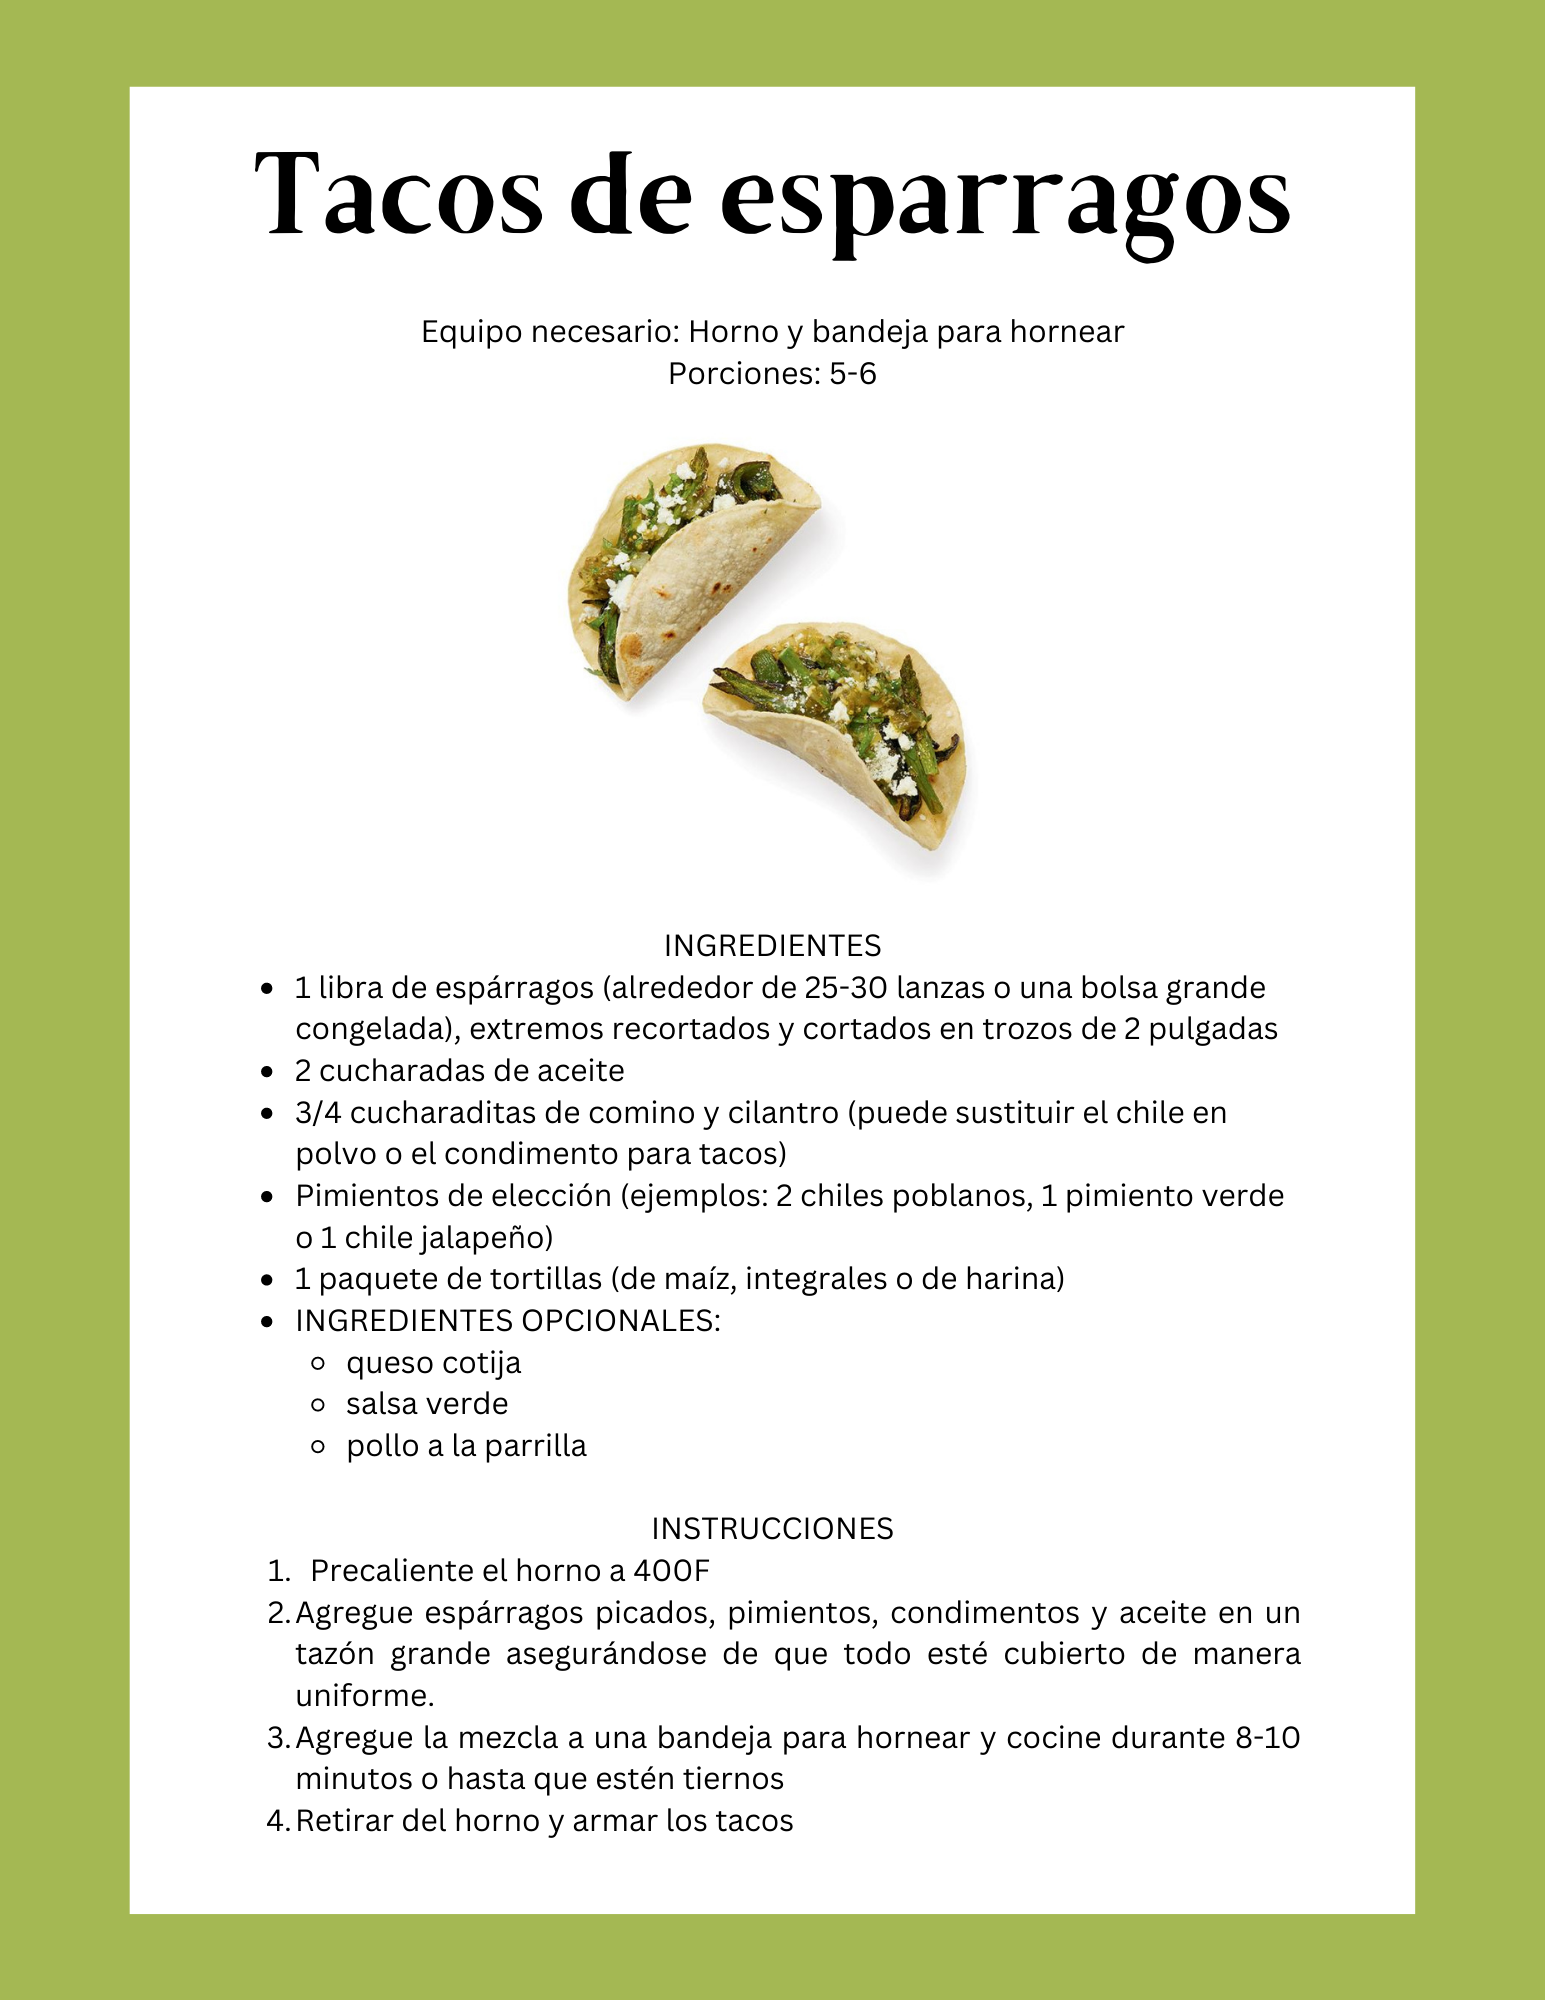 Tacos de esparragos
Equipo necesario: Horno y bandeja para hornear
Porciones: 5-6
INGREDIENTES
• 1 libra de espárragos (alrededor de 25-30 lanzas o una bolsa grande
congelada), extremos recortados y cortados en trozos de 2 pulgadas
• 2 cucharadas de aceite
• 3/4 cucharaditas de comino y cilantro (puede sustituir el chile en
polvo o el condimento para tacos)
• Pimientos de elección (ejemplos: 2 chiles poblanos, 1 pimiento verde
o 1 chile jalapeño)
• 1 paquete de tortillas (de maíz, integrales o de harina)
• INGREDIENTES OPCIONALES:
◦ queso cotija
◦ salsa verde
◦ pollo a la parrilla
INSTRUCCIONES
1. Precaliente el horno a 400F
2. Agregue espárragos picados, pimientos, condimentos y aceite en un
tazón grande asegurándose de que todo esté cubierto de manera
uniforme.
3. Agregue la mezcla a una bandeja para hornear y cocine durante 8-10
minutos o hasta que estén tiernos
4. Retirar del horno y armar los tacos